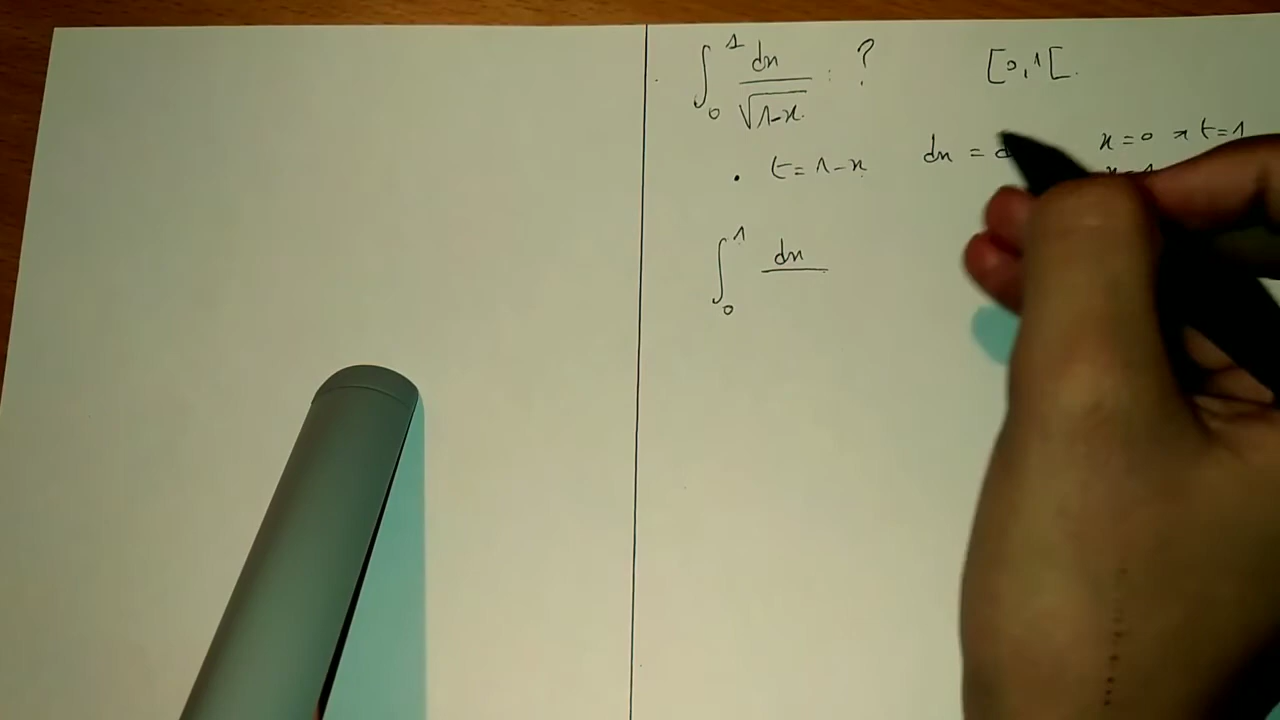 ∫₀¹ dx/√(1-x) : ? [0,1[.
• t = 1-x dx = x=0 → t=1
∫₀¹ dx